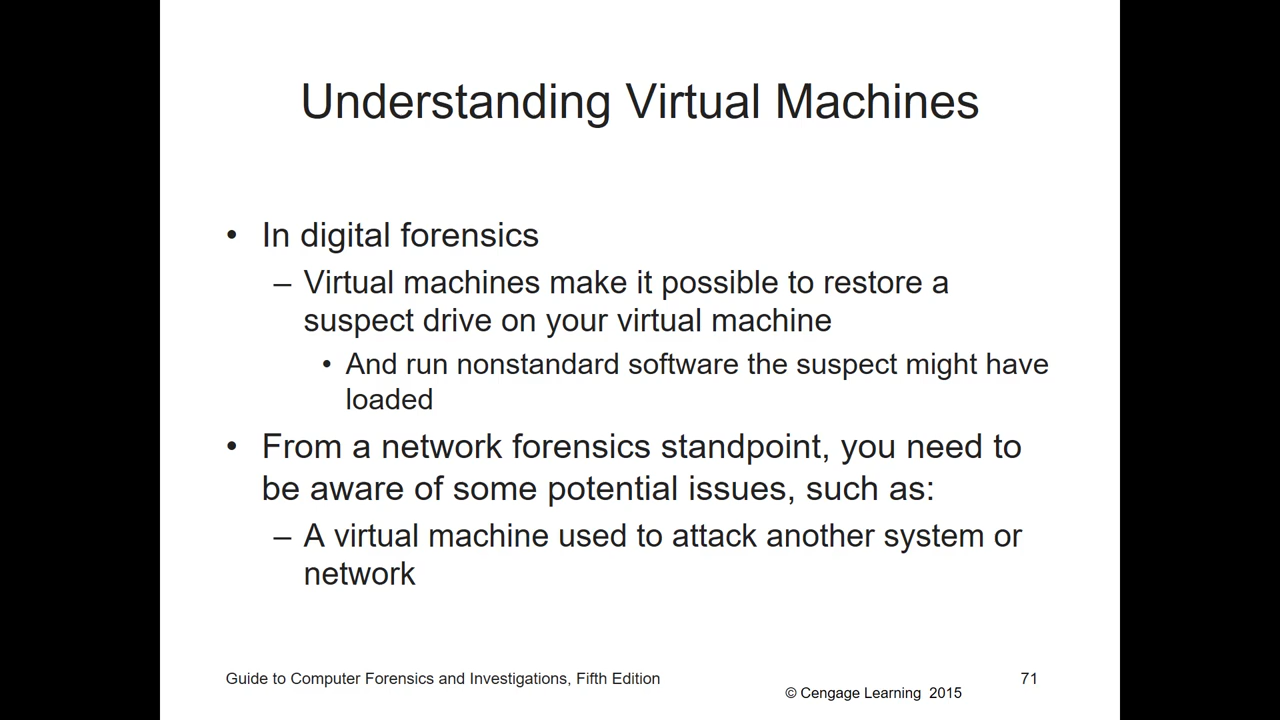 Understanding Virtual Machines
• In digital forensics
– Virtual machines make it possible to restore a
suspect drive on your virtual machine
• And run nonstandard software the suspect might have
loaded
• From a network forensics standpoint, you need to
be aware of some potential issues, such as:
– A virtual machine used to attack another system or
network
Guide to Computer Forensics and Investigations, Fifth Edition
71
© Cengage Learning 2015